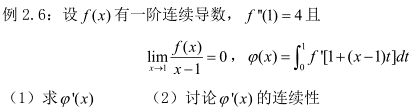 例 2.6：设 f(x) 有一阶连续导数，f''(1) = 4 且
lim_{x→1} f(x)/(x−1) = 0，φ(x) = ∫_0^1 f'[1+(x−1)t]dt
（1）求 φ'(x) （2）讨论 φ'(x) 的连续性